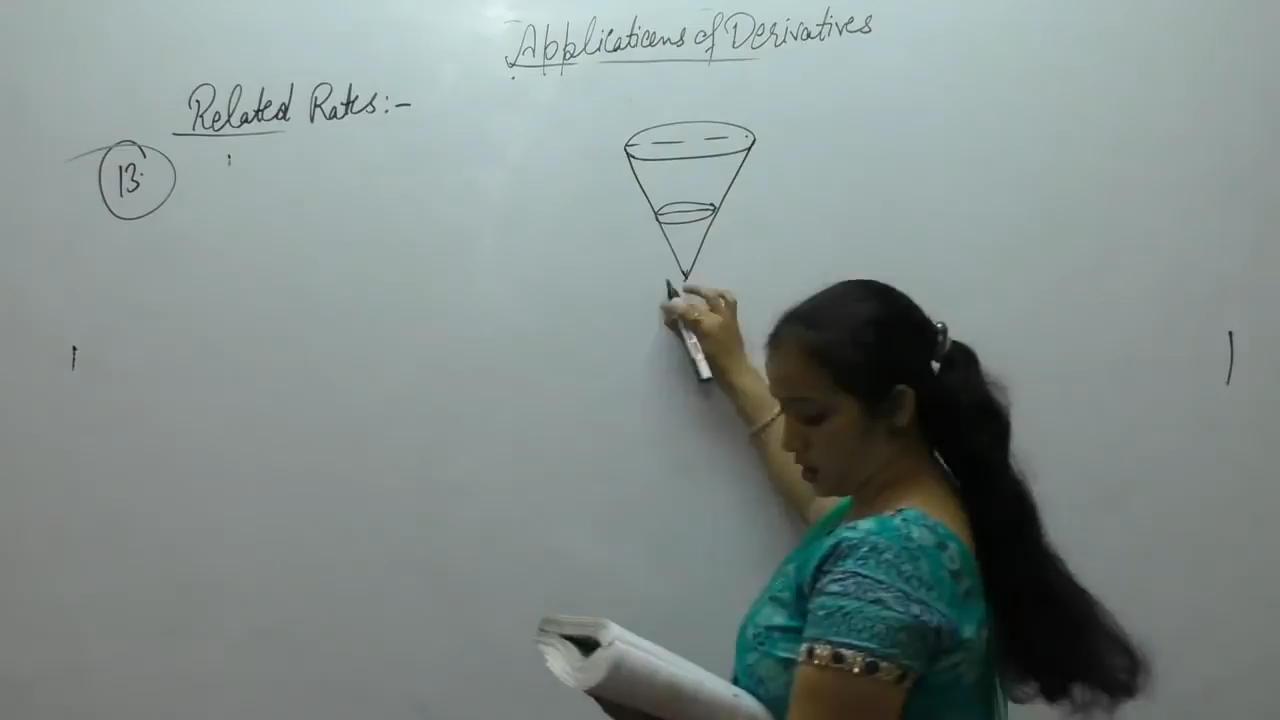 Applications of Derivatives
Related Rates:-
13.